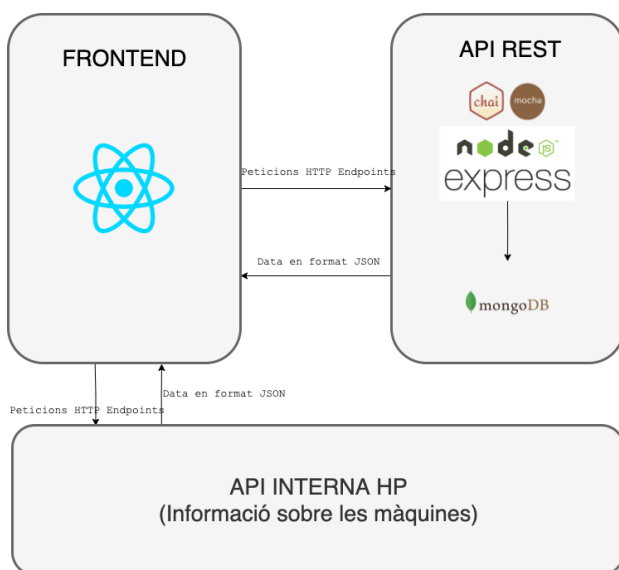 FRONTEND
API REST
chai
mocha
node JS
express
Peticions HTTP Endpoints
Data en format JSON
mongoDB
Data en format JSON
Peticions HTTP Endpoints
API INTERNA HP
(Informació sobre les màquines)